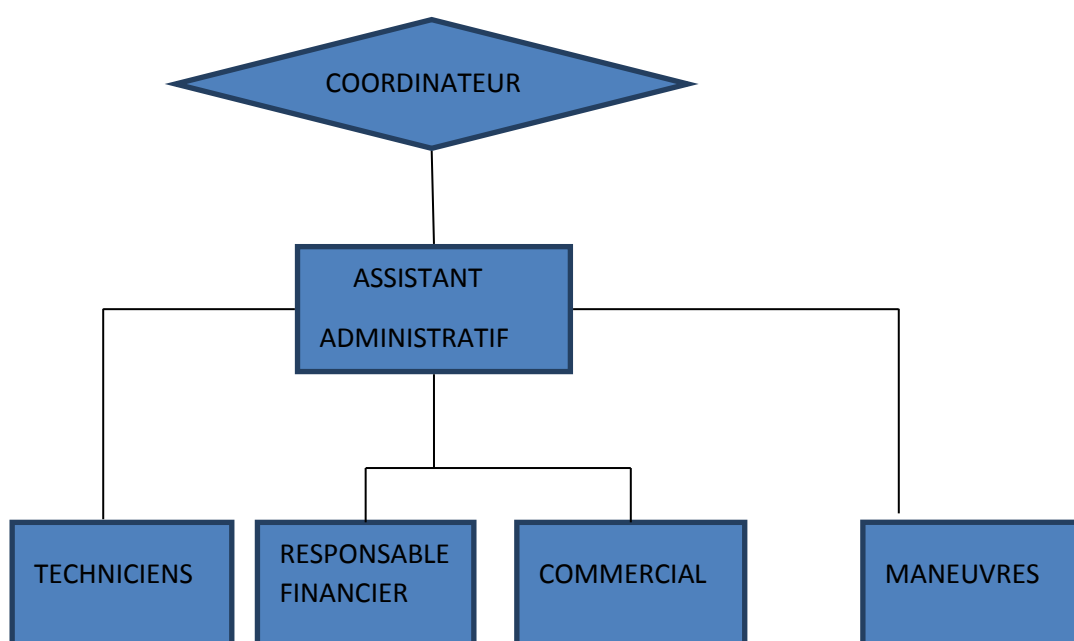 COORDINATEUR
ASSISTANT
ADMINISTRATIF
TECHNICIENS
RESPONSABLE
FINANCIER
COMMERCIAL
MANEUVRES